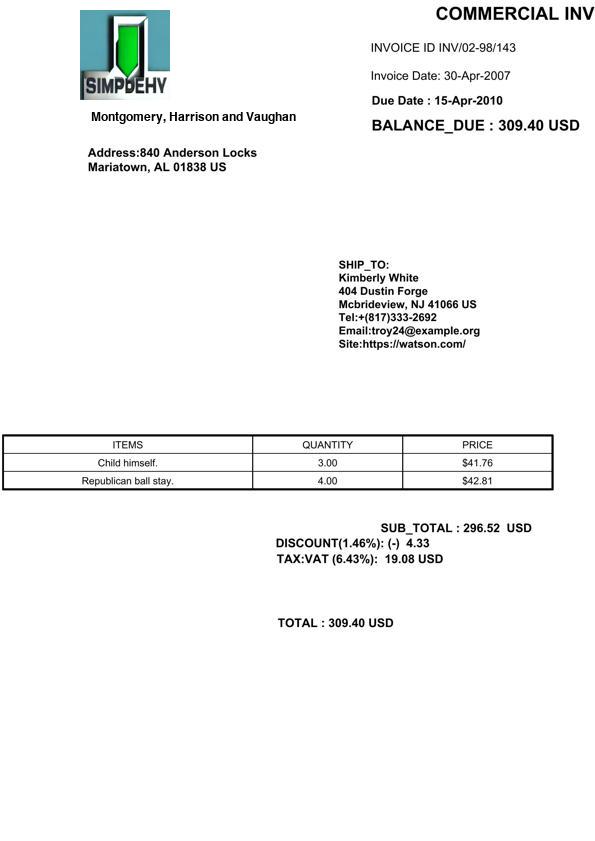 COMMERCIAL INV
INVOICE ID INV/02-98/143
Invoice Date: 30-Apr-2007
Due Date : 15-Apr-2010
BALANCE_DUE : 309.40 USD
SIMPDEHY
Montgomery, Harrison and Vaughan
Address:840 Anderson Locks
Mariatown, AL 01838 US
SHIP_TO:
Kimberly White
404 Dustin Forge
Mcbrideview, NJ 41066 US
Tel:+(817)333-2692
Email:troy24@example.org
Site:https://watson.com/
ITEMS QUANTITY PRICE
Child himself. 3.00 $41.76
Republican ball stay. 4.00 $42.81
SUB_TOTAL : 296.52 USD
DISCOUNT(1.46%): (-) 4.33
TAX:VAT (6.43%): 19.08 USD
TOTAL : 309.40 USD